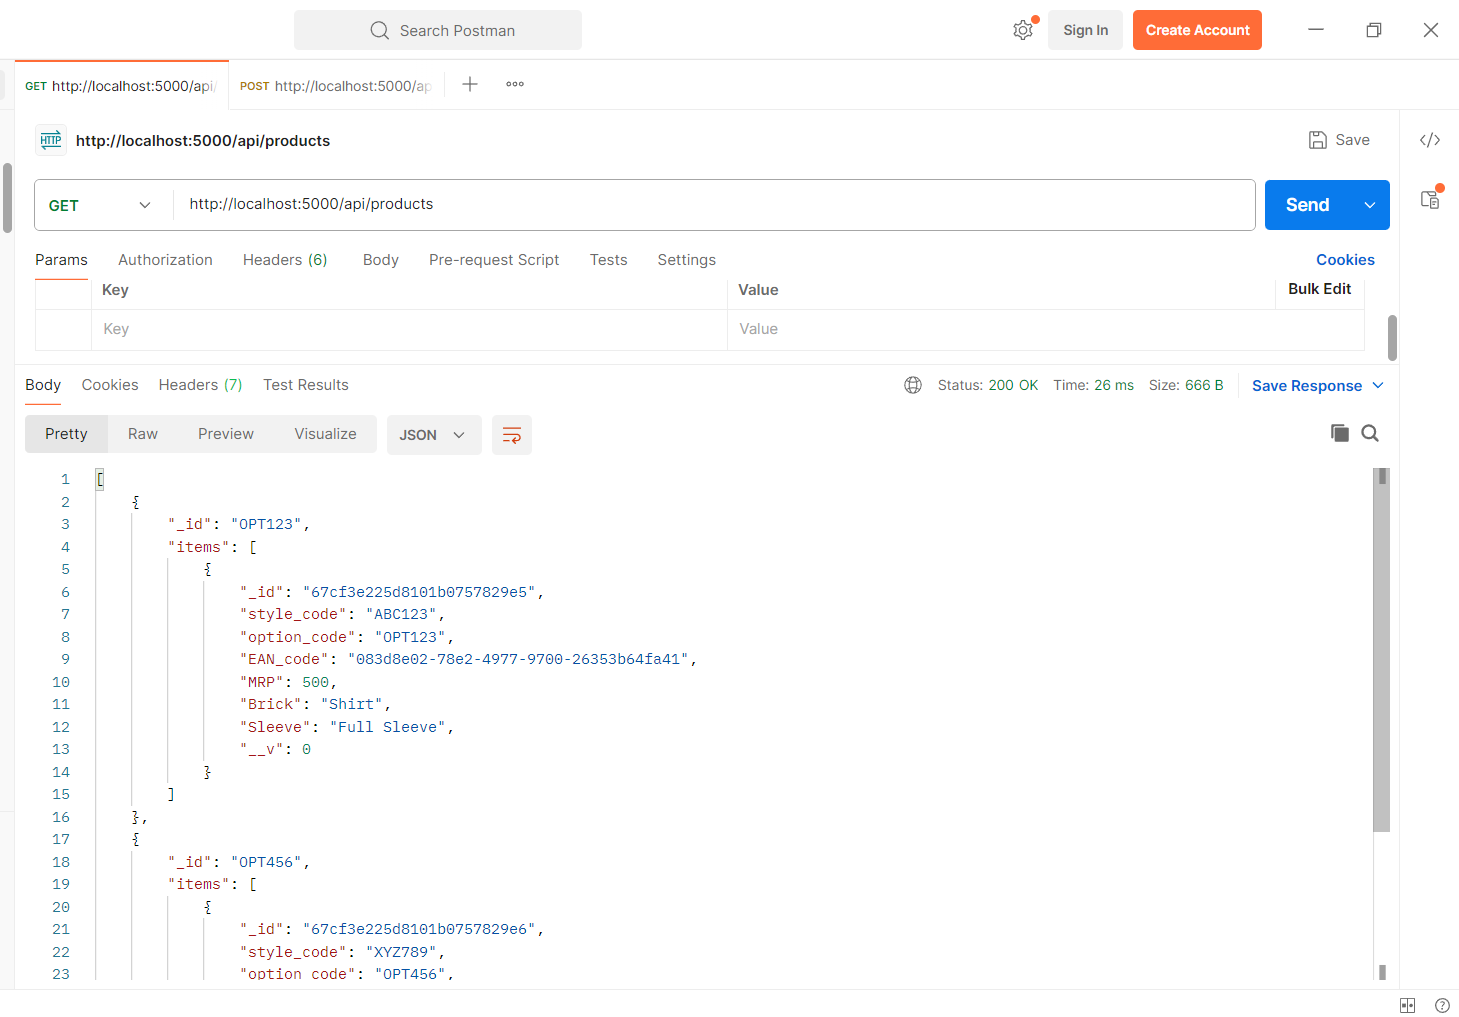 Search Postman
Sign In
Create Account
GET http://localhost:5000/api/
POST http://localhost:5000/ap
HTTP
http://localhost:5000/api/products
Save
</>
GET
http://localhost:5000/api/products
Send
Params Authorization Headers (6) Body Pre-request Script Tests Settings Cookies
Key Value Bulk Edit
Key Value
Body Cookies Headers (7) Test Results Status: 200 OK Time: 26 ms Size: 666 B Save Response
Pretty Raw Preview Visualize JSON
1 [
2 {
3 "_id": "OPT123",
4 "items": [
5 {
6 "_id": "67cf3e225d8101b0757829e5",
7 "style_code": "ABC123",
8 "option_code": "OPT123",
9 "EAN_code": "083d8e02-78e2-4977-9700-26353b64fa41",
10 "MRP": 500,
11 "Brick": "Shirt",
12 "Sleeve": "Full Sleeve",
13 "__v": 0
14 }
15 ]
16 },
17 {
18 "_id": "OPT456",
19 "items": [
20 {
21 "_id": "67cf3e225d8101b0757829e6",
22 "style_code": "XYZ789",
23 "option_code": "OPT456",